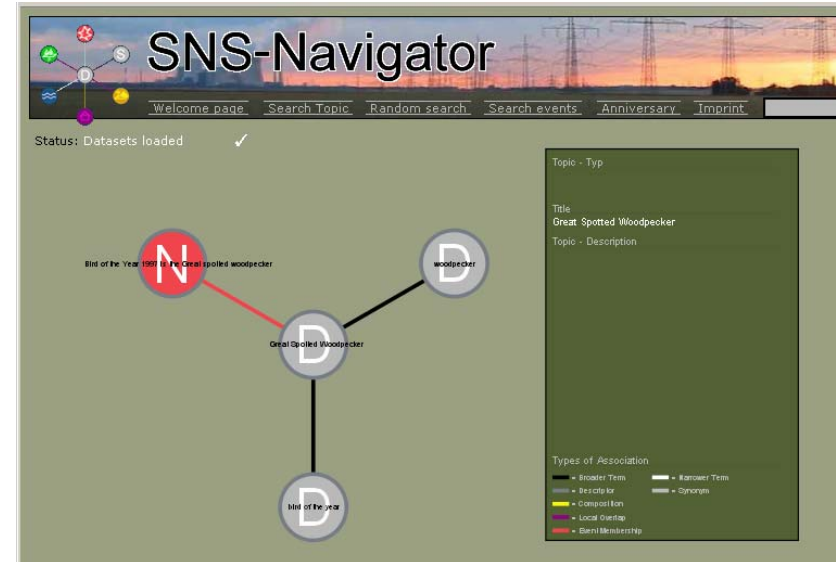 S
D
SNS-Navigator
Welcome page Search Topic Random search Search events Anniversary Imprint
Status: Datasets loaded ✓
Topic - Typ
Title
Great Spotted Woodpecker
Topic - Description
N
Bird of the Year 1997 is the Great spotted woodpecker
D
woodpecker
D
Great Spotted Woodpecker
D
bird of the year
Types of Association
= Broader Term = Narrower Term
= Descriptor = Synonym
= Composition
= Local Overlap
= Event Membership